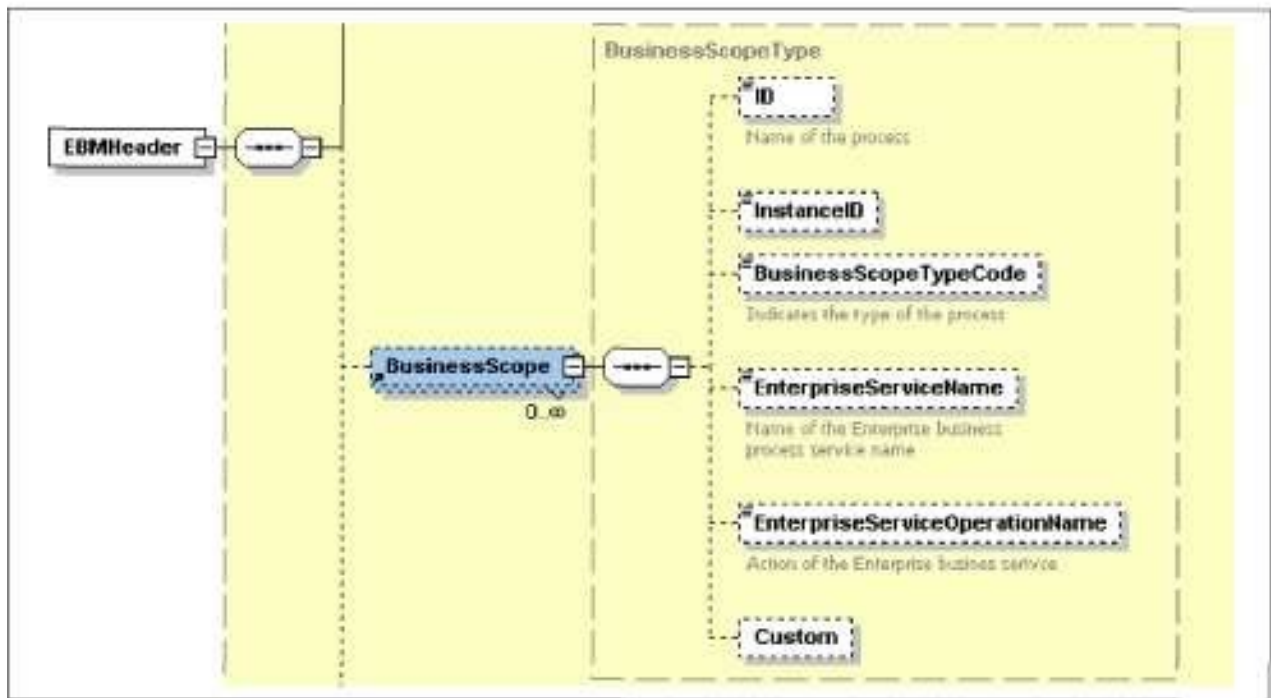 BusinessScopeType
ID
Name of the process
EBMHeader
InstanceID
BusinessScopeTypeCode
Indicates the type of the process
BusinessScope
0..∞
EnterpriseServiceName
Name of the Enterprise business
process service name
EnterpriseServiceOperationName
Action of the Enterprise busines serivce
Custom